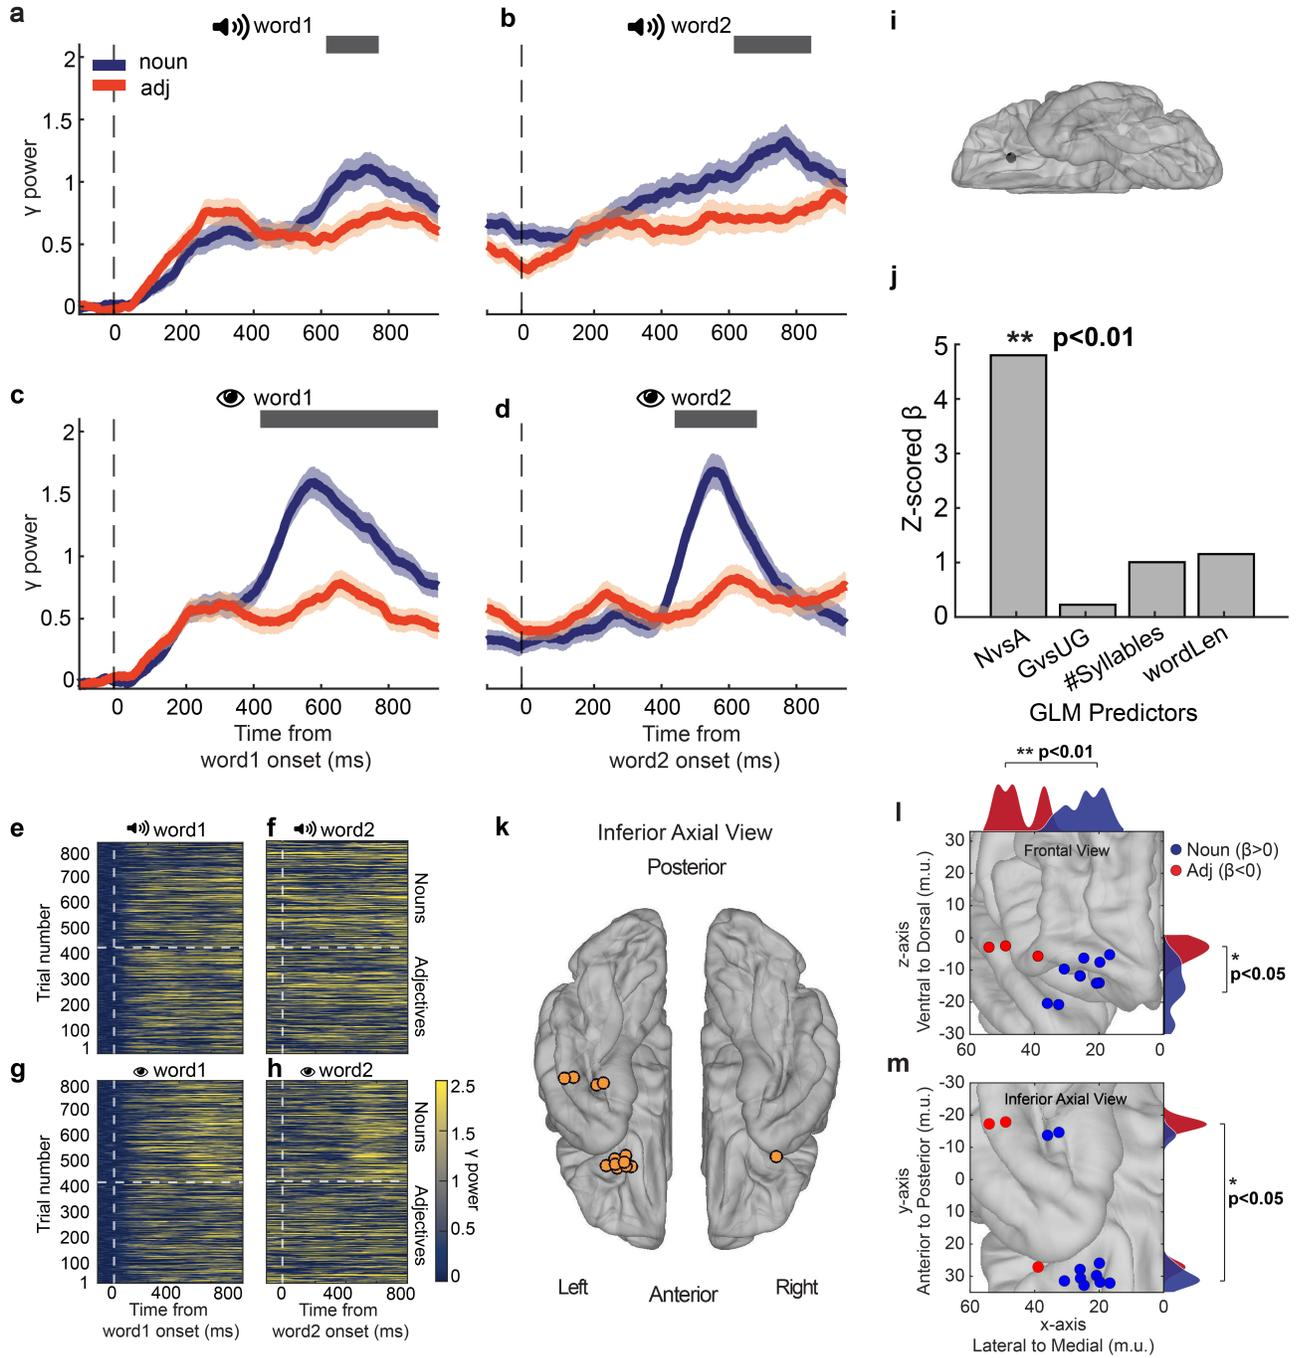 a
word1
noun
adj
2
1.5
1
0.5
0
γ power
0 200 400 600 800
b
word2
0 200 400 600 800
c
word1
2
1.5
1
0.5
0
γ power
0 200 400 600 800
Time from
word1 onset (ms)
d
word2
0 200 400 600 800
Time from
word2 onset (ms)
i
j
** p<0.01
5
4
3
2
1
0
Z-scored β
NvsA
GvsUG
#Syllables
wordLen
GLM Predictors
e
word1
800
700
600
500
400
300
200
100
1
Trial number
f
word2
Nouns
Adjectives
g
word1
800
700
600
500
400
300
200
100
1
Trial number
0 400 800
Time from
word1 onset (ms)
h
word2
Nouns
Adjectives
0 400 800
Time from
word2 onset (ms)
2.5
1.5
1
0.5
0
γ power
k
Inferior Axial View
Posterior
Left
Anterior
Right
l
** p<0.01
Frontal View
Noun (β>0)
Adj (β<0)
30
20
10
0
-10
-20
-30
z-axis
Ventral to Dorsal (m.u.)
60 40 20 0
*
p<0.05
m
Inferior Axial View
-30
-20
-10
0
10
20
30
y-axis
Anterior to Posterior (m.u.)
60 40 20 0
x-axis
Lateral to Medial (m.u.)
*
p<0.05